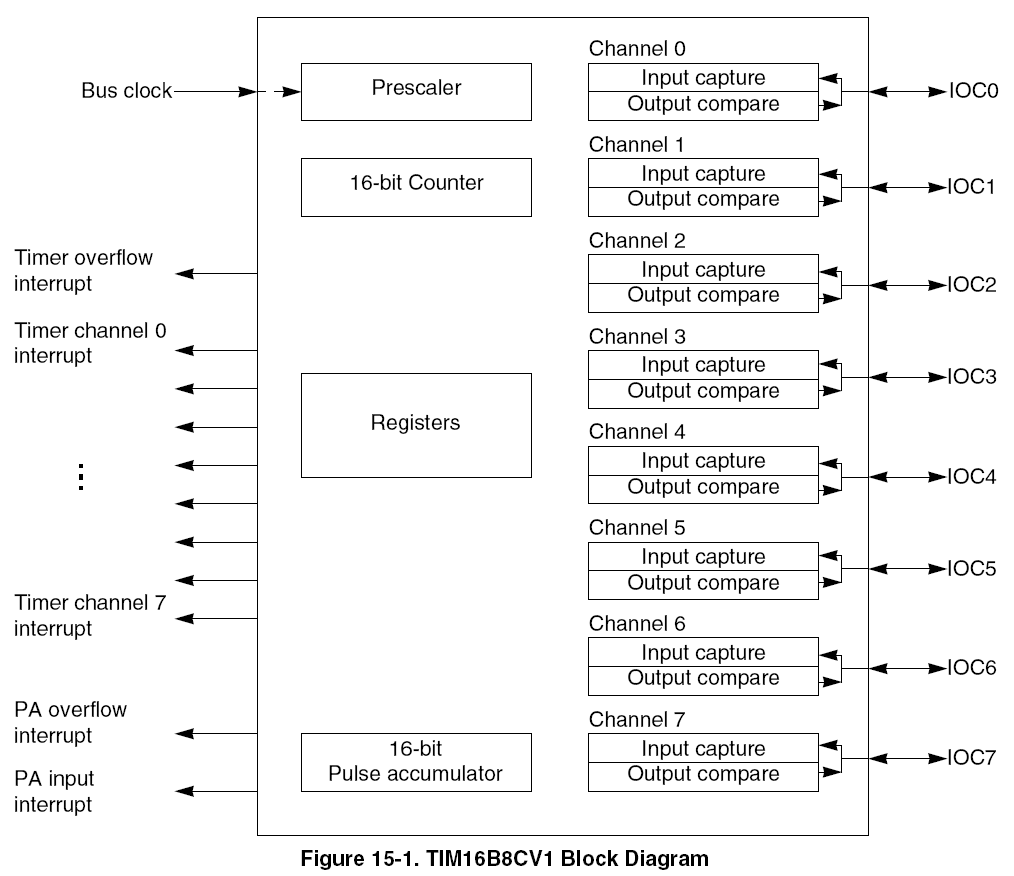 Channel 0
Bus clock
Prescaler
Input capture
Output compare
IOC0
Channel 1
16-bit Counter
Input capture
Output compare
IOC1
Channel 2
Timer overflow
interrupt
Input capture
Output compare
IOC2
Timer channel 0
interrupt
Channel 3
Input capture
Output compare
IOC3
Registers
Channel 4
Input capture
Output compare
IOC4
Channel 5
Input capture
Output compare
IOC5
Timer channel 7
interrupt
Channel 6
Input capture
Output compare
IOC6
PA overflow
interrupt
Channel 7
16-bit
Pulse accumulator
Input capture
Output compare
IOC7
PA input
interrupt
Figure 15-1. TIM16B8CV1 Block Diagram